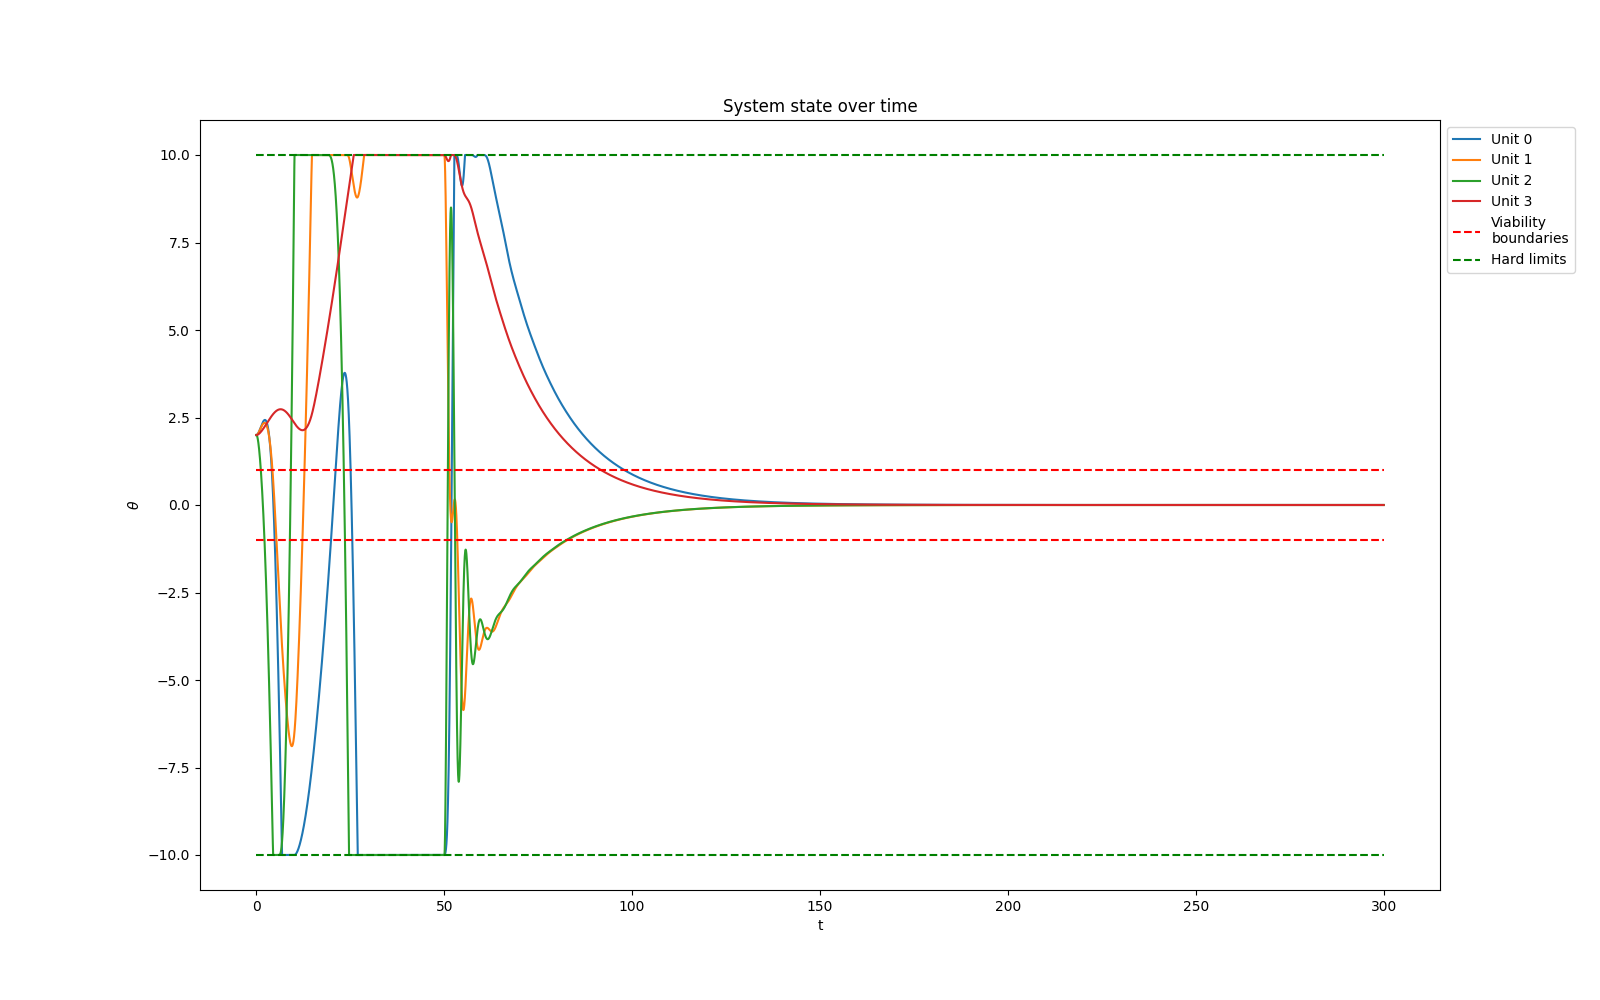 System state over time
10.0
7.5
5.0
2.5
0.0
−2.5
−5.0
−7.5
−10.0
θ
0
50
100
150
200
250
300
t
Unit 0
Unit 1
Unit 2
Unit 3
Viability
boundaries
Hard limits